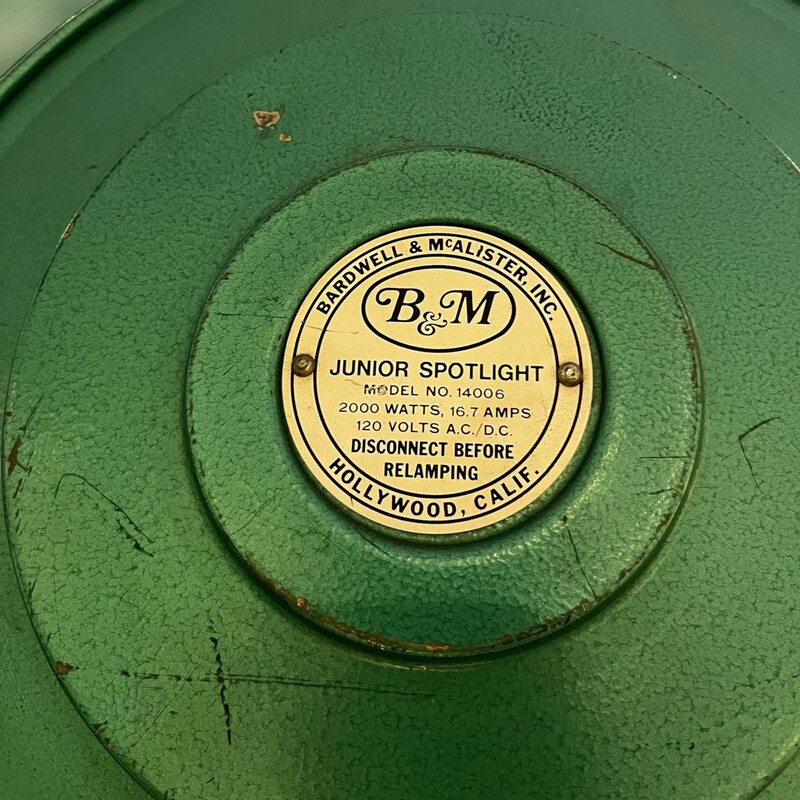 BARDWELL & McALISTER, INC.
B&M
JUNIOR SPOTLIGHT
MODEL NO. 14006
2000 WATTS, 16.7 AMPS
120 VOLTS A.C./D.C.
DISCONNECT BEFORE
RELAMPING
HOLLYWOOD, CALIF.